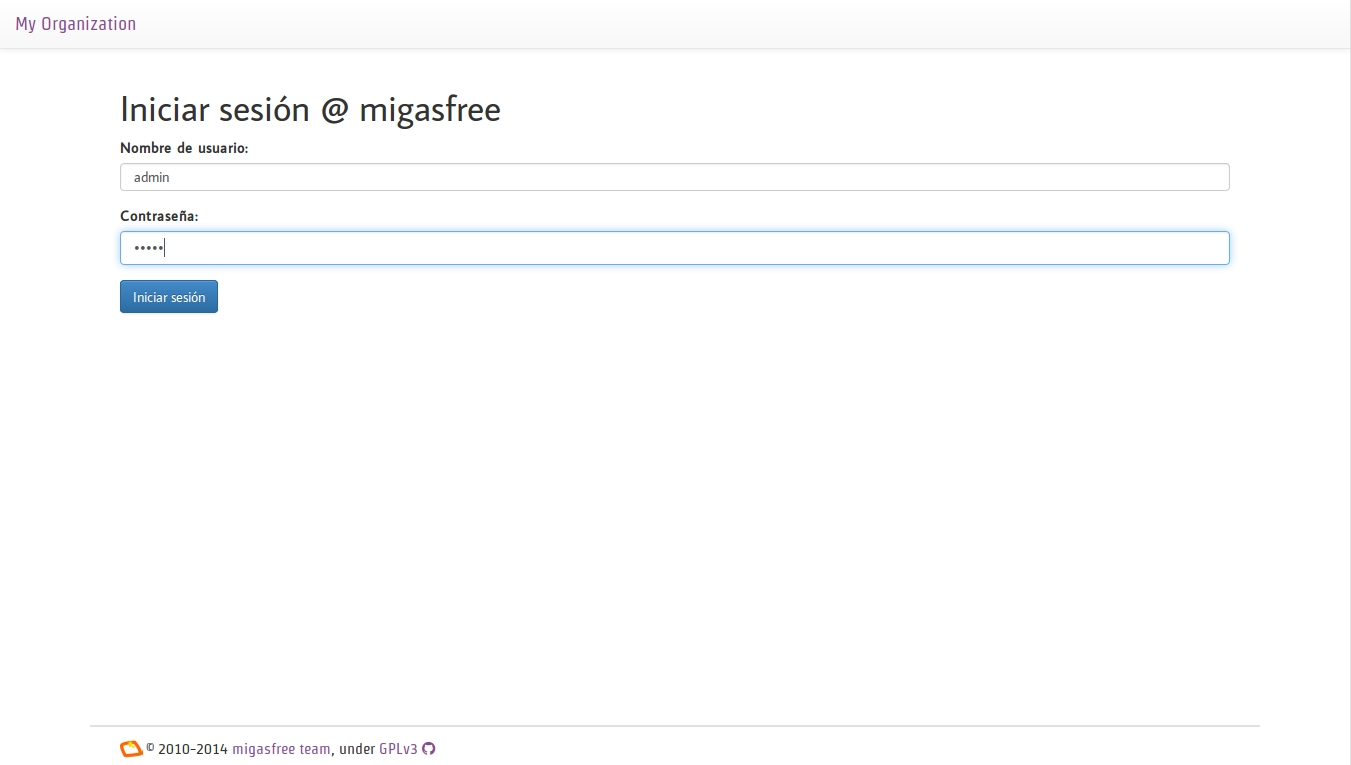 My Organization
Iniciar sesión @ migasfree
Nombre de usuario:
admin
Contraseña:
•••••
Iniciar sesión
© 2010-2014 migasfree team, under GPLv3